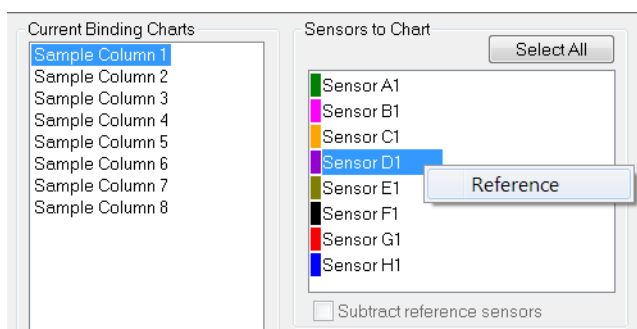 Current Binding Charts
Sample Column 1
Sample Column 2
Sample Column 3
Sample Column 4
Sample Column 5
Sample Column 6
Sample Column 7
Sample Column 8
Sensors to Chart
Select All
Sensor A1
Sensor B1
Sensor C1
Sensor D1
Reference
Sensor E1
Sensor F1
Sensor G1
Sensor H1
Subtract reference sensors